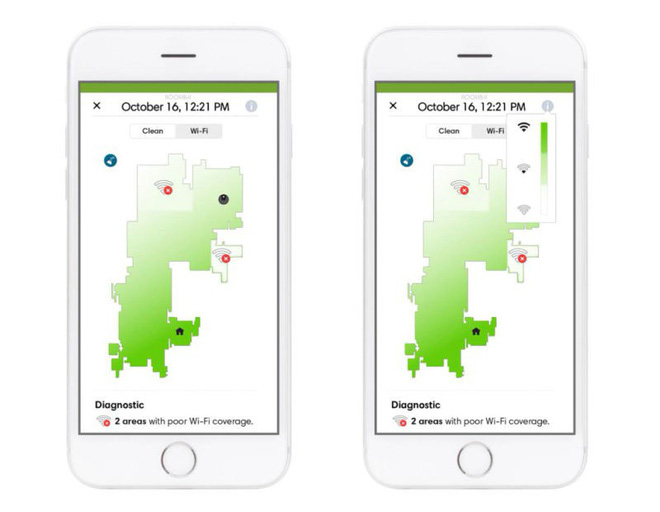 ROOMBA
October 16, 12:21 PM
Clean Wi-Fi
Diagnostic
2 areas with poor Wi-Fi coverage.
ROOMBA
October 16, 12:21 PM
Clean Wi-Fi
Diagnostic
2 areas with poor Wi-Fi coverage.